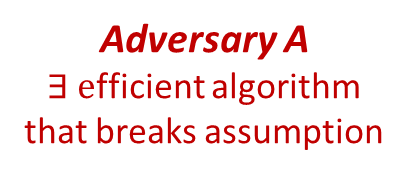 Adversary A
∃ efficient algorithm
that breaks assumption